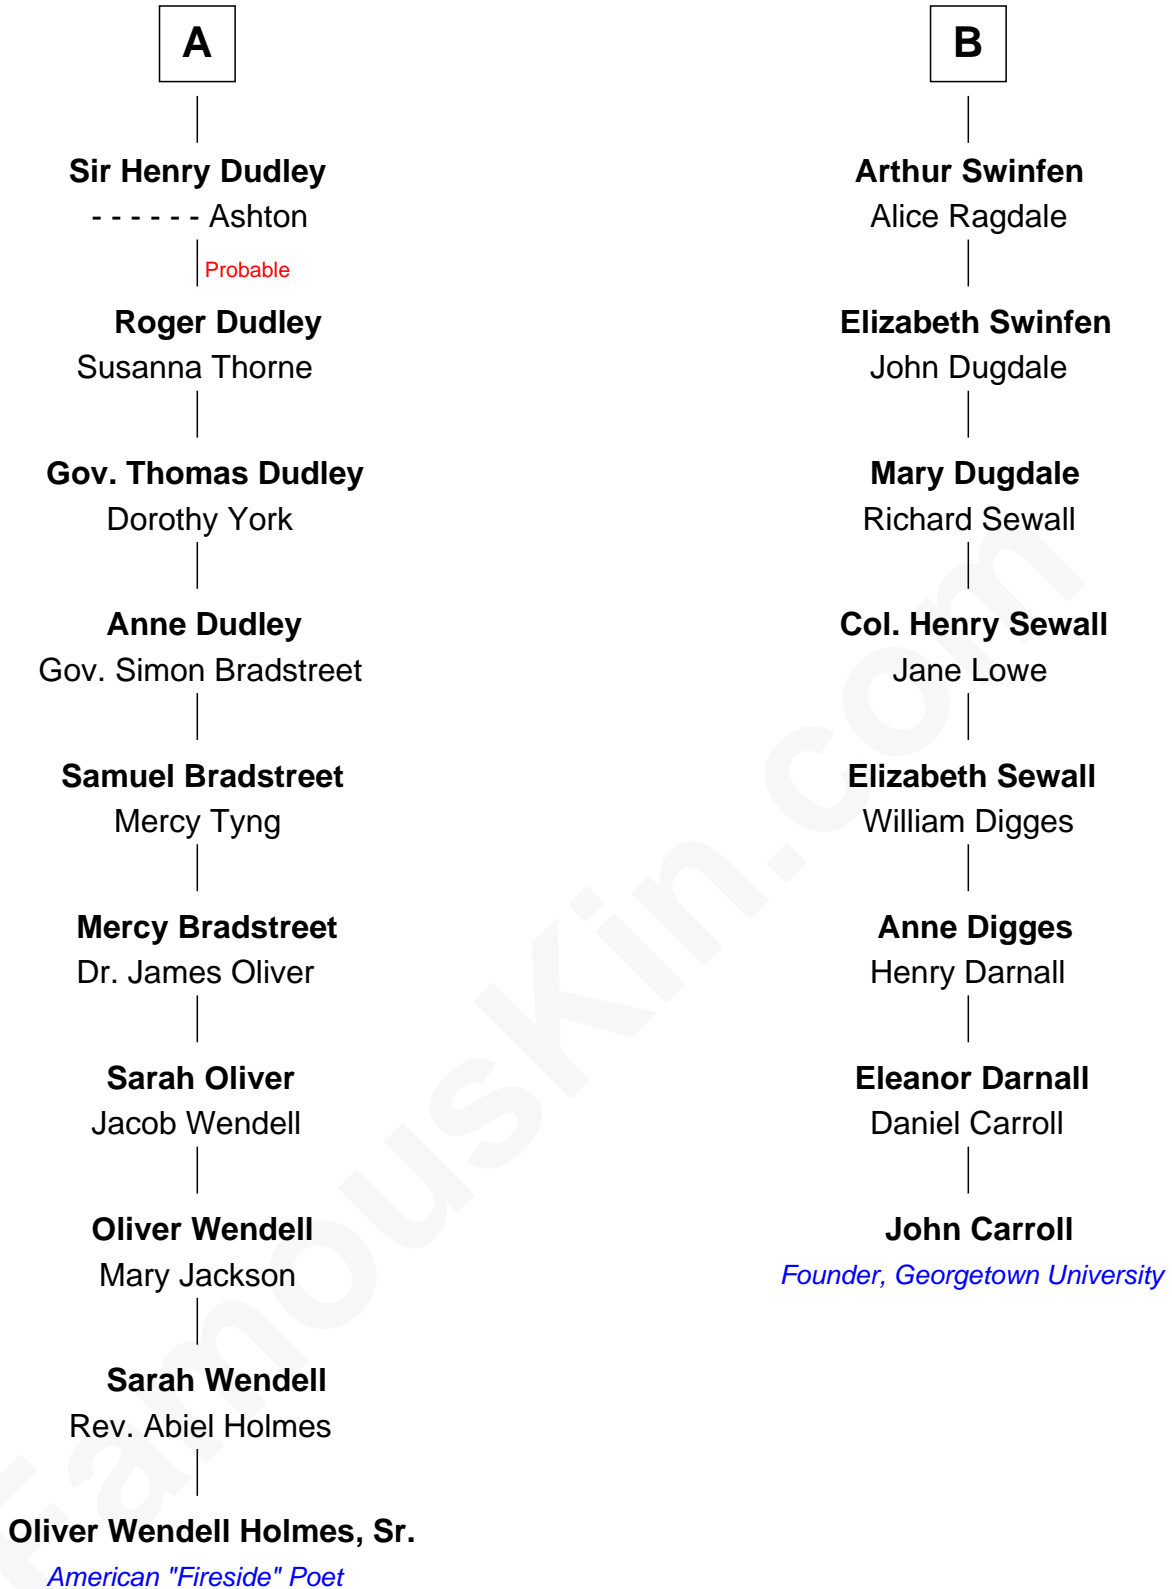 A
Sir Henry Dudley
- - - - - - Ashton
Probable
Roger Dudley
Susanna Thorne
Gov. Thomas Dudley
Dorothy York
Anne Dudley
Gov. Simon Bradstreet
Samuel Bradstreet
Mercy Tyng
Mercy Bradstreet
Dr. James Oliver
Sarah Oliver
Jacob Wendell
Oliver Wendell
Mary Jackson
Sarah Wendell
Rev. Abiel Holmes
Oliver Wendell Holmes, Sr.
American "Fireside" Poet
B
Arthur Swinfen
Alice Ragdale
Elizabeth Swinfen
John Dugdale
Mary Dugdale
Richard Sewall
Col. Henry Sewall
Jane Lowe
Elizabeth Sewall
William Digges
Anne Digges
Henry Darnall
Eleanor Darnall
Daniel Carroll
John Carroll
Founder, Georgetown University
FamousKin.com